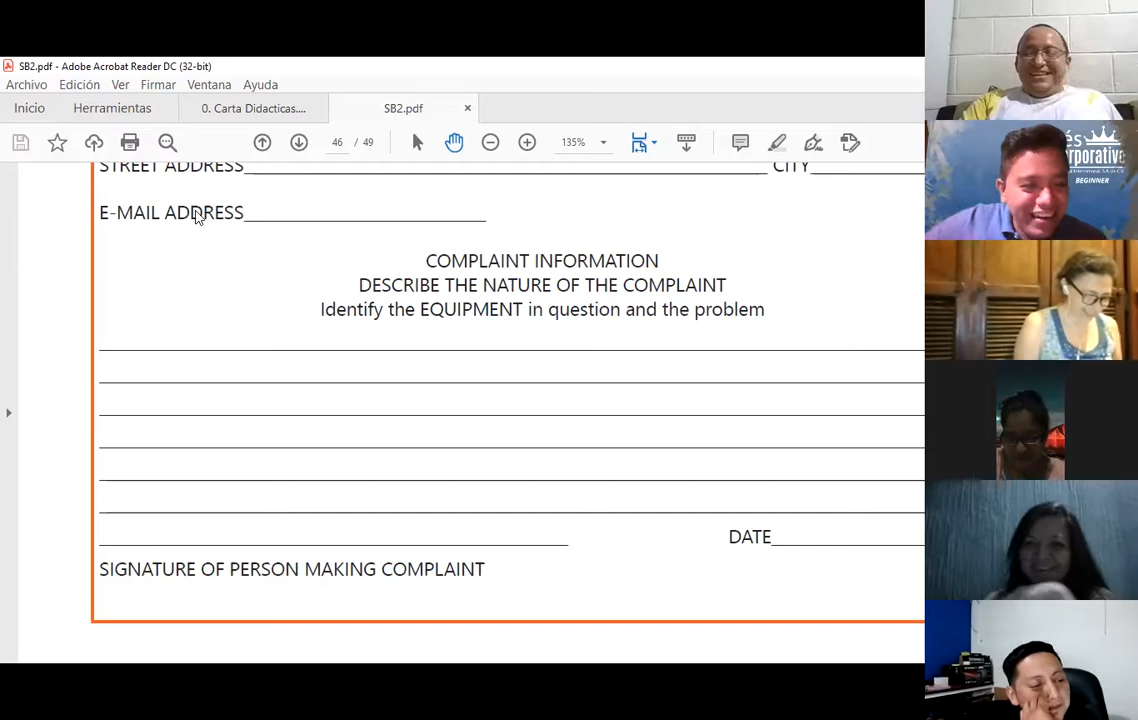 SB2.pdf - Adobe Acrobat Reader DC (32-bit)
Archivo Edición Ver Firmar Ventana Ayuda
Inicio Herramientas 0. Carta Didacticas.... SB2.pdf ×
46 / 49 135%
STREET ADDRESS CITY
E-MAIL ADDRESS
COMPLAINT INFORMATION
DESCRIBE THE NATURE OF THE COMPLAINT
Identify the EQUIPMENT in question and the problem
DATE
SIGNATURE OF PERSON MAKING COMPLAINT
BEGINNER